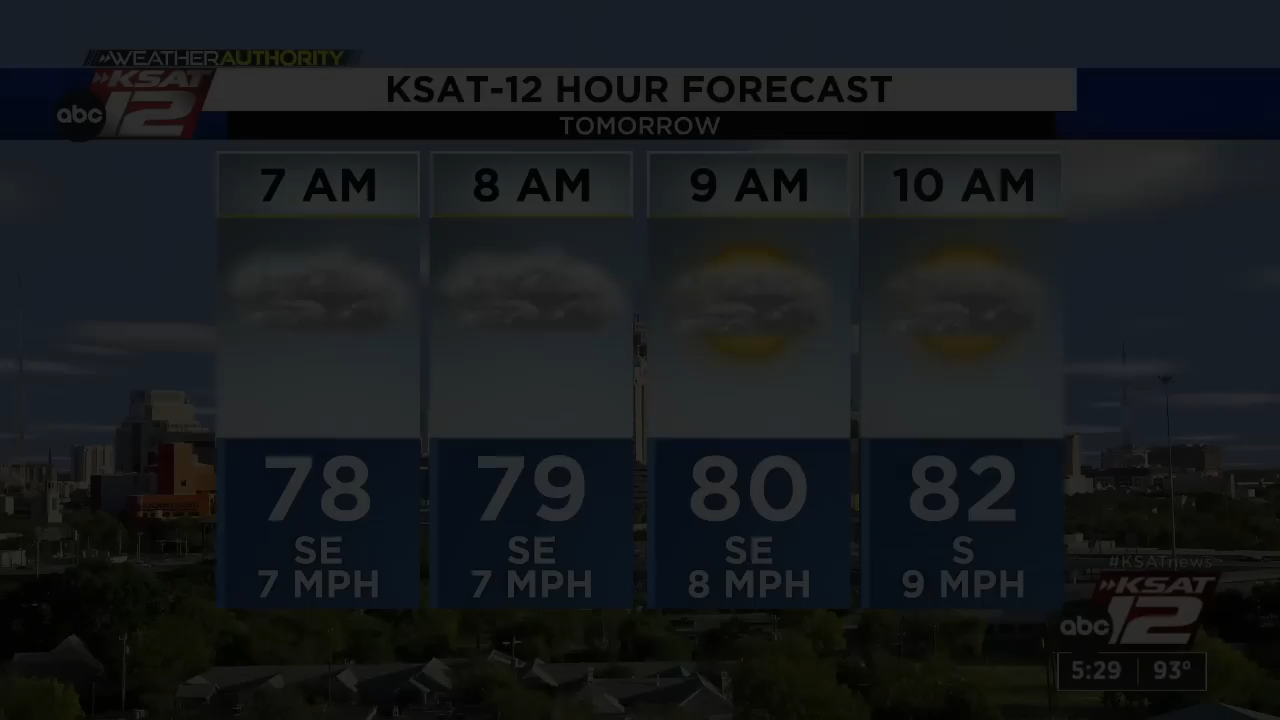 WEATHERAUTHORITY
KSAT
abc 12
KSAT-12 HOUR FORECAST
TOMORROW
7 AM 8 AM 9 AM 10 AM
78 79 80 82
SE SE SE S
7 MPH 7 MPH 8 MPH 9 MPH
#KSATnews
KSAT
abc 12
5:29 93°